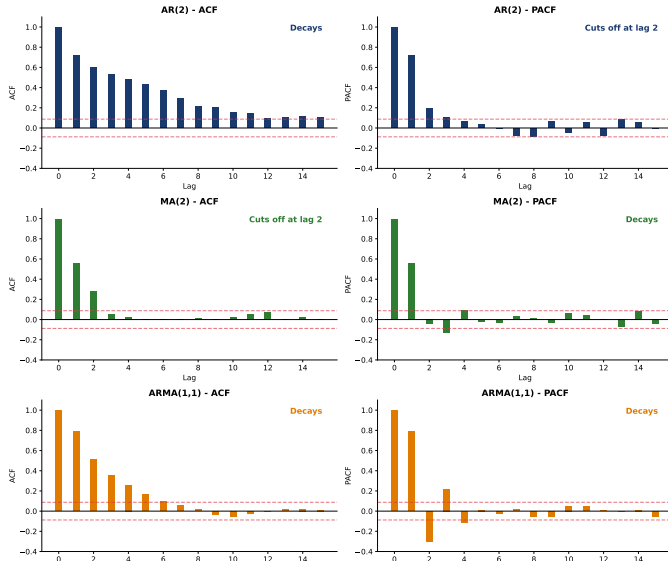 AR(2) - ACF
Decays
ACF
1.0
0.8
0.6
0.4
0.2
0.0
−0.2
−0.4
0 2 4 6 8 10 12 14
Lag
AR(2) - PACF
Cuts off at lag 2
PACF
1.0
0.8
0.6
0.4
0.2
0.0
−0.2
−0.4
0 2 4 6 8 10 12 14
Lag
MA(2) - ACF
Cuts off at lag 2
ACF
1.0
0.8
0.6
0.4
0.2
0.0
−0.2
−0.4
0 2 4 6 8 10 12 14
Lag
MA(2) - PACF
Decays
PACF
1.0
0.8
0.6
0.4
0.2
0.0
−0.2
−0.4
0 2 4 6 8 10 12 14
Lag
ARMA(1,1) - ACF
Decays
ACF
1.0
0.8
0.6
0.4
0.2
0.0
−0.2
−0.4
0 2 4 6 8 10 12 14
ARMA(1,1) - PACF
Decays
PACF
1.0
0.8
0.6
0.4
0.2
0.0
−0.2
−0.4
0 2 4 6 8 10 12 14